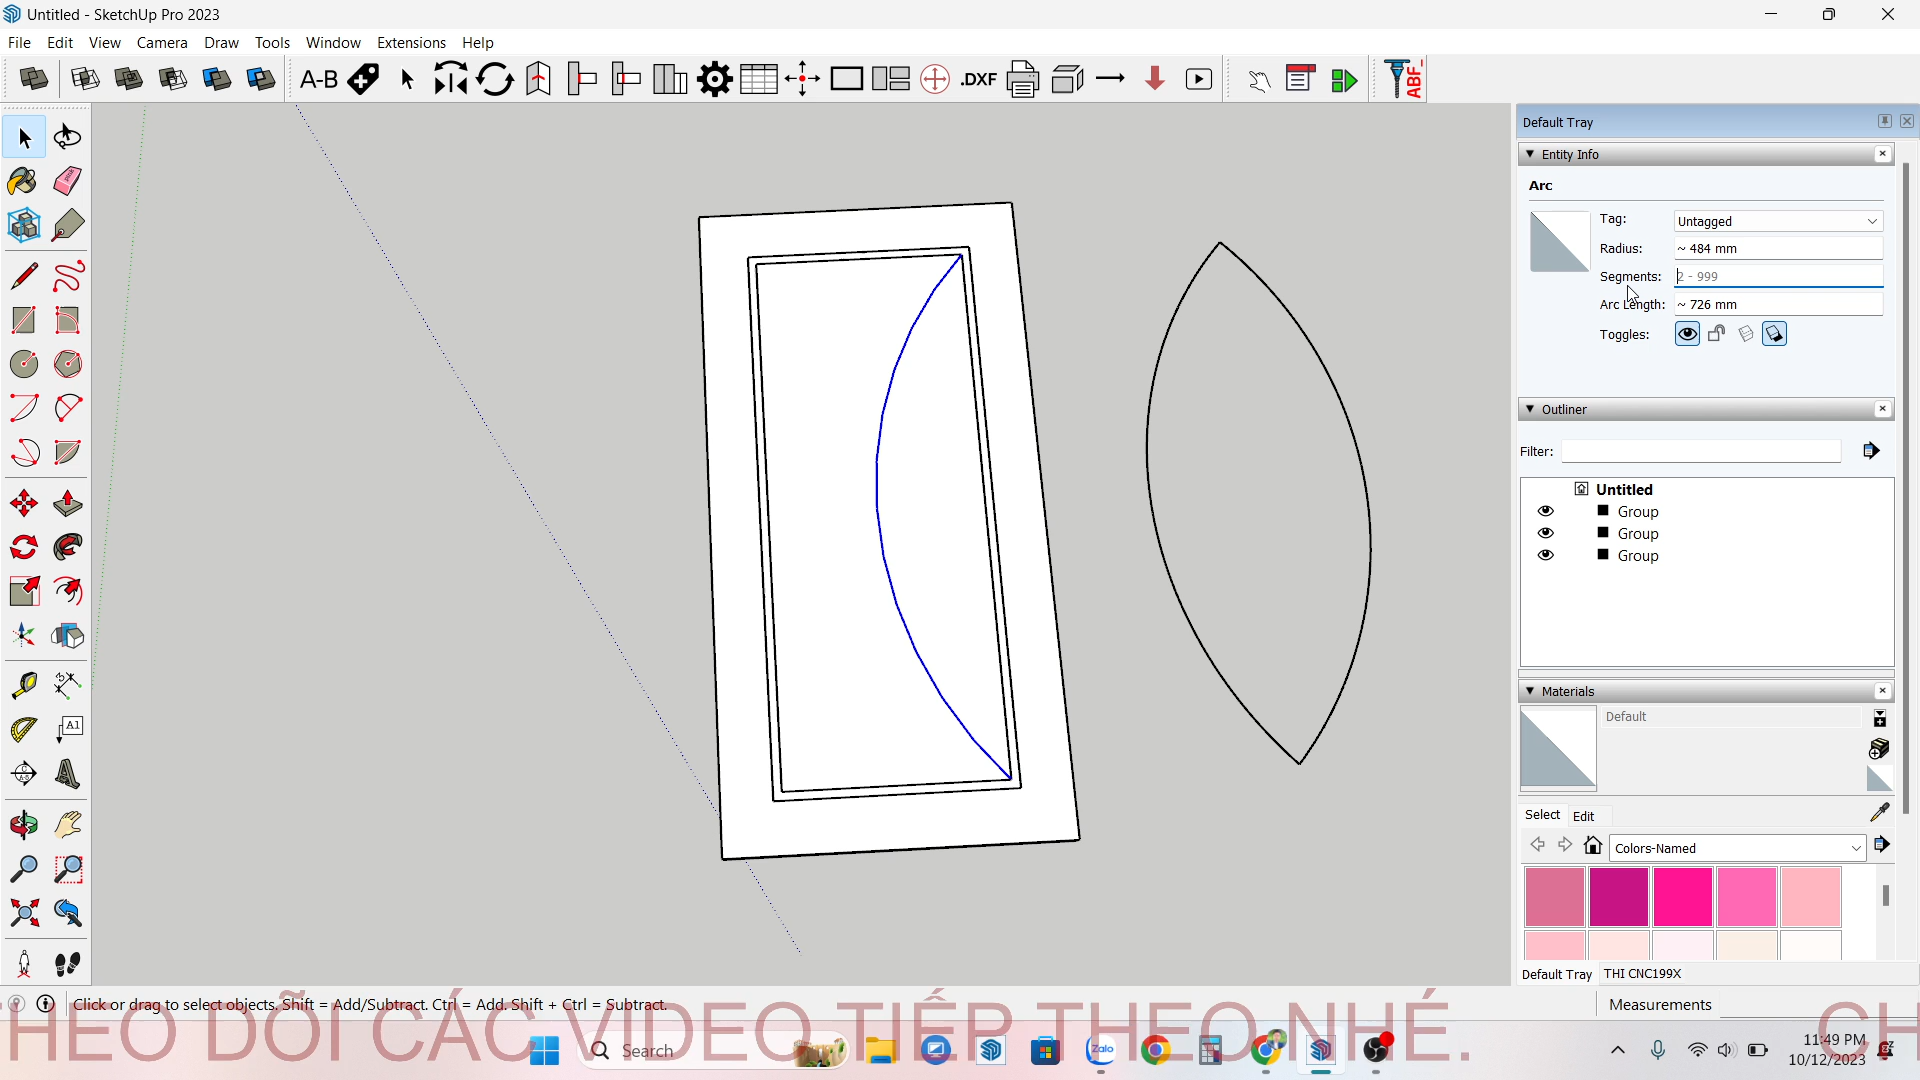 Untitled - SketchUp Pro 2023
File Edit View Camera Draw Tools Window Extensions Help
A-B .DXF ABF_
Default Tray
Entity Info
Arc
Tag: Untagged
Radius: ~ 484 mm
Segments: 2 - 999
Arc Length: ~ 726 mm
Toggles:
Outliner
Filter:
Untitled
Group
Group
Group
Materials
Default
Select Edit
Colors-Named
Default Tray THI CNC199X
A1
Click or drag to select objects. Shift = Add/Subtract. Ctrl = Add. Shift + Ctrl = Subtract.
Measurements
HEO DÕI CÁC VIDEO TIẾP THEO NHÉ. CH
Search
Zalo
11:49 PM
10/12/2023